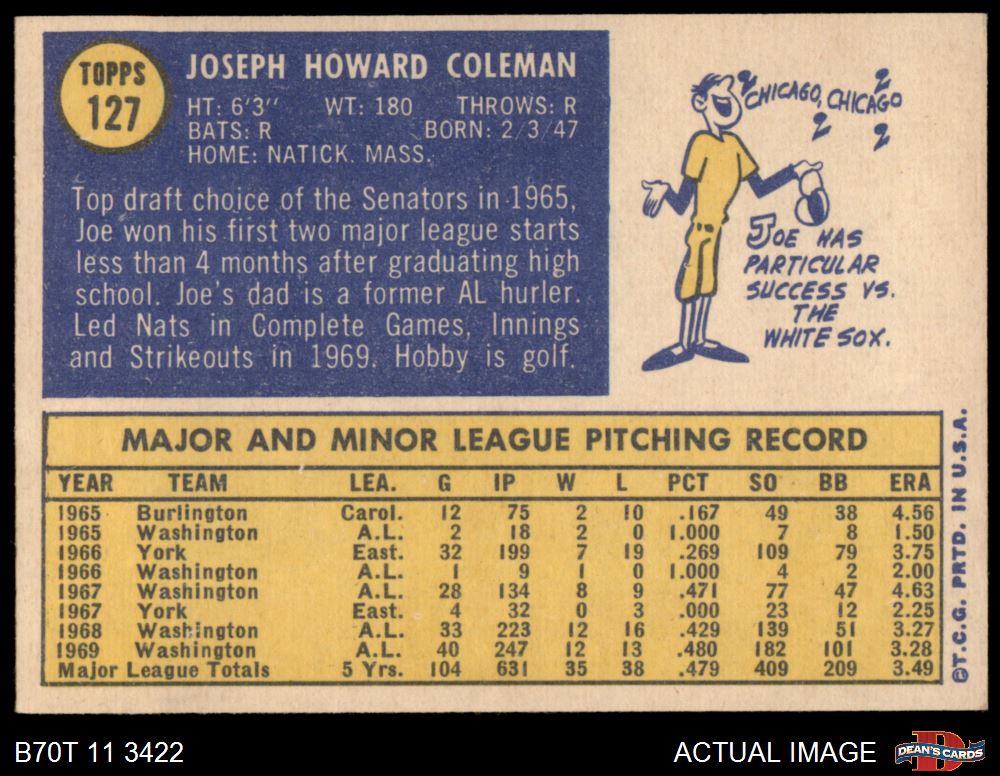 TOPPS
127
JOSEPH HOWARD COLEMAN
HT: 6'3" WT: 180 THROWS: R
BATS: R BORN: 2/3/47
HOME: NATICK. MASS.
Top draft choice of the Senators in 1965,
Joe won his first two major league starts
less than 4 months after graduating high
school. Joe's dad is a former AL hurler.
Led Nats in Complete Games, Innings
and Strikeouts in 1969. Hobby is golf.
CHICAGO, CHICAGO
JOE HAS
PARTICULAR
SUCCESS VS.
THE
WHITE SOX.
MAJOR AND MINOR LEAGUE PITCHING RECORD
YEAR TEAM LEA. G IP W L PCT SO BB ERA
1965 Burlington Carol. 12 75 2 10 .167 49 38 4.56
1965 Washington A.L. 2 18 2 0 1.000 7 8 1.50
1966 York East. 32 199 7 19 .269 109 79 3.75
1966 Washington A.L. 1 9 1 0 1.000 4 2 2.00
1967 Washington A.L. 28 134 8 9 .471 77 47 4.63
1967 York East. 4 32 0 3 .000 23 12 2.25
1968 Washington A.L. 33 223 12 16 .429 139 51 3.27
1969 Washington A.L. 40 247 12 13 .480 182 101 3.28
Major League Totals 5 Yrs. 104 631 35 38 .479 409 209 3.49
©T.C.G. PRTD. IN U.S.A.
B70T 11 3422
ACTUAL IMAGE
DEAN'S CARDS